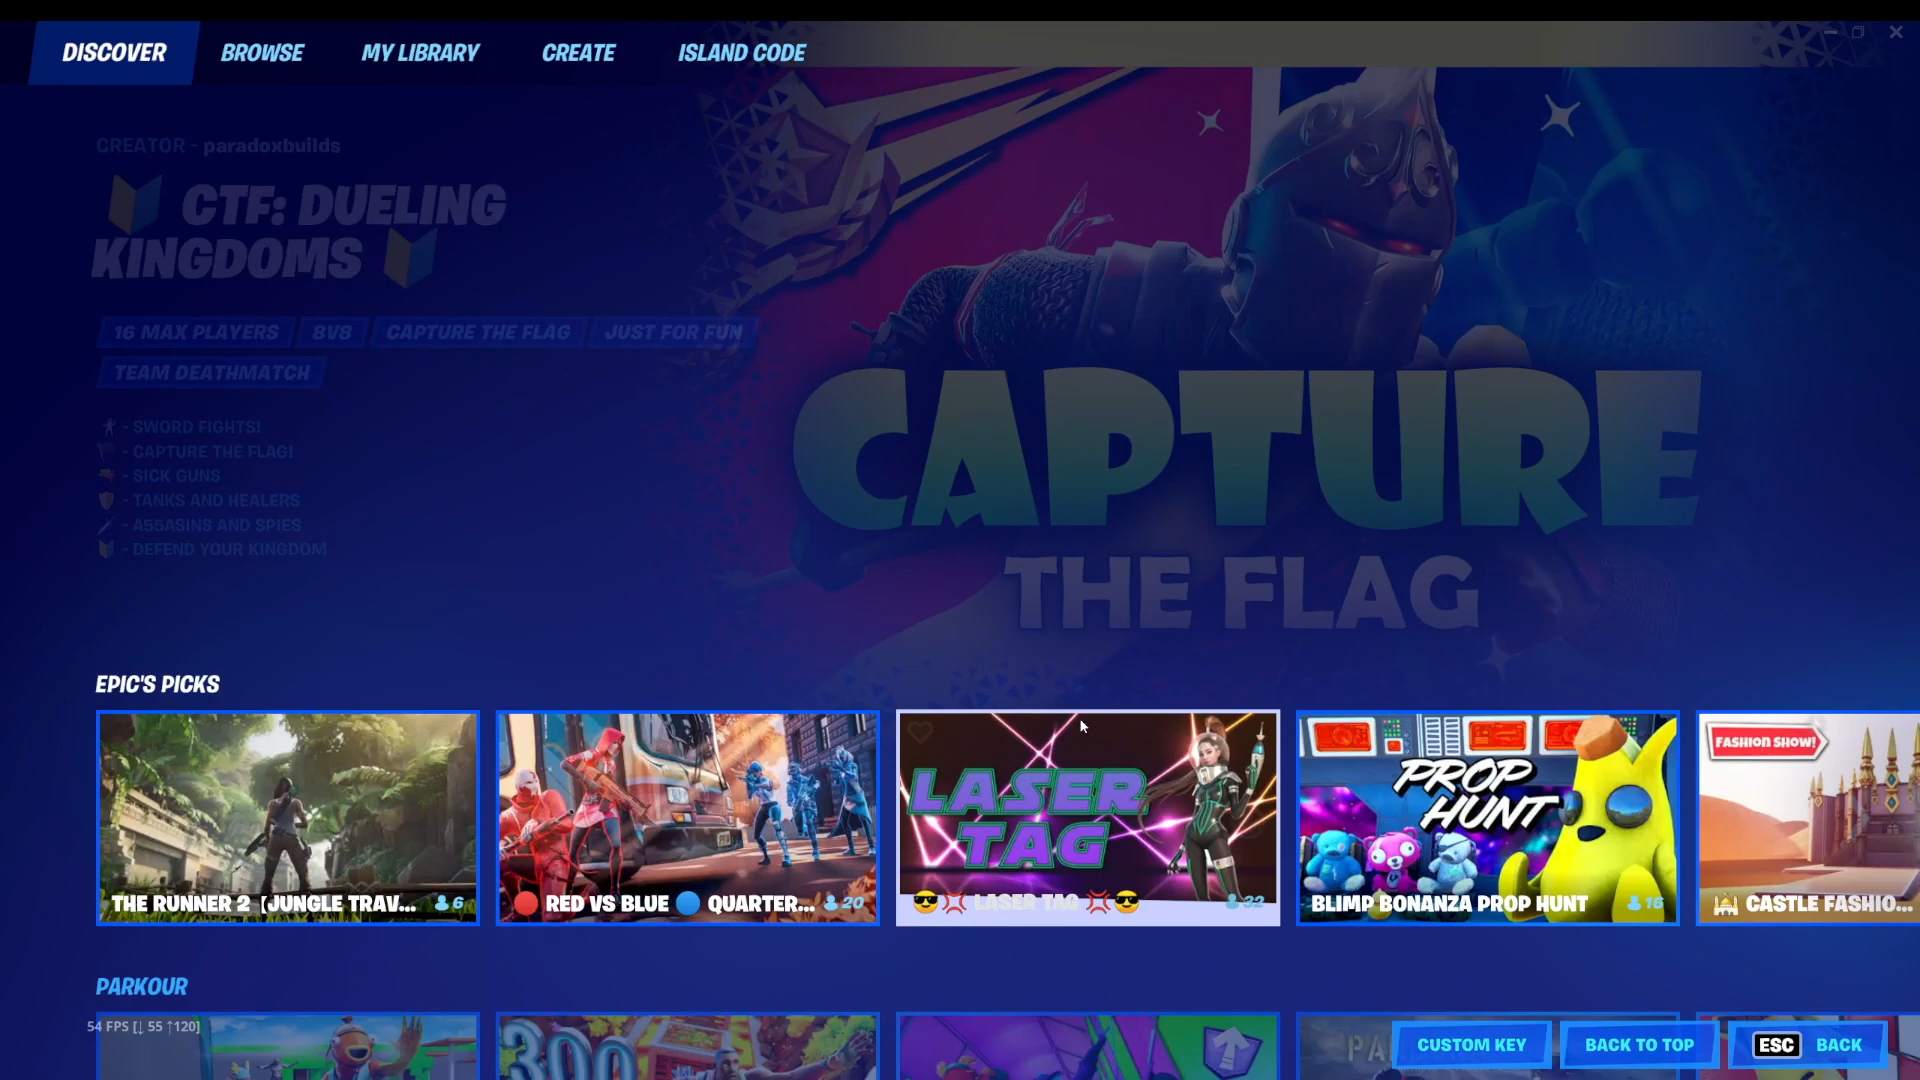 DISCOVER BROWSE MY LIBRARY CREATE ISLAND CODE
CREATOR - paradoxbuilds
🔰 CTF: DUELING
KINGDOMS 🔰
16 MAX PLAYERS 8V8 CAPTURE THE FLAG JUST FOR FUN
TEAM DEATHMATCH
- SWORD FIGHTS!
- CAPTURE THE FLAG!
- SICK GUNS
- TANKS AND HEALERS
- A55ASINS AND SPIES
- DEFEND YOUR KINGDOM
CAPTURE
THE FLAG
EPIC'S PICKS
THE RUNNER 2 [JUNGLE TRAV... 6
🔴 RED VS BLUE 🔵 QUARTER... 20
LASER
TAG
😎💢 LASER TAG 💢😎 32
PROP
HUNT
BLIMP BONANZA PROP HUNT 16
FASHION SHOW!
🕌 CASTLE FASHIO...
PARKOUR
54 FPS [↓ 55 ↑120]
300
PA
CUSTOM KEY BACK TO TOP ESC BACK